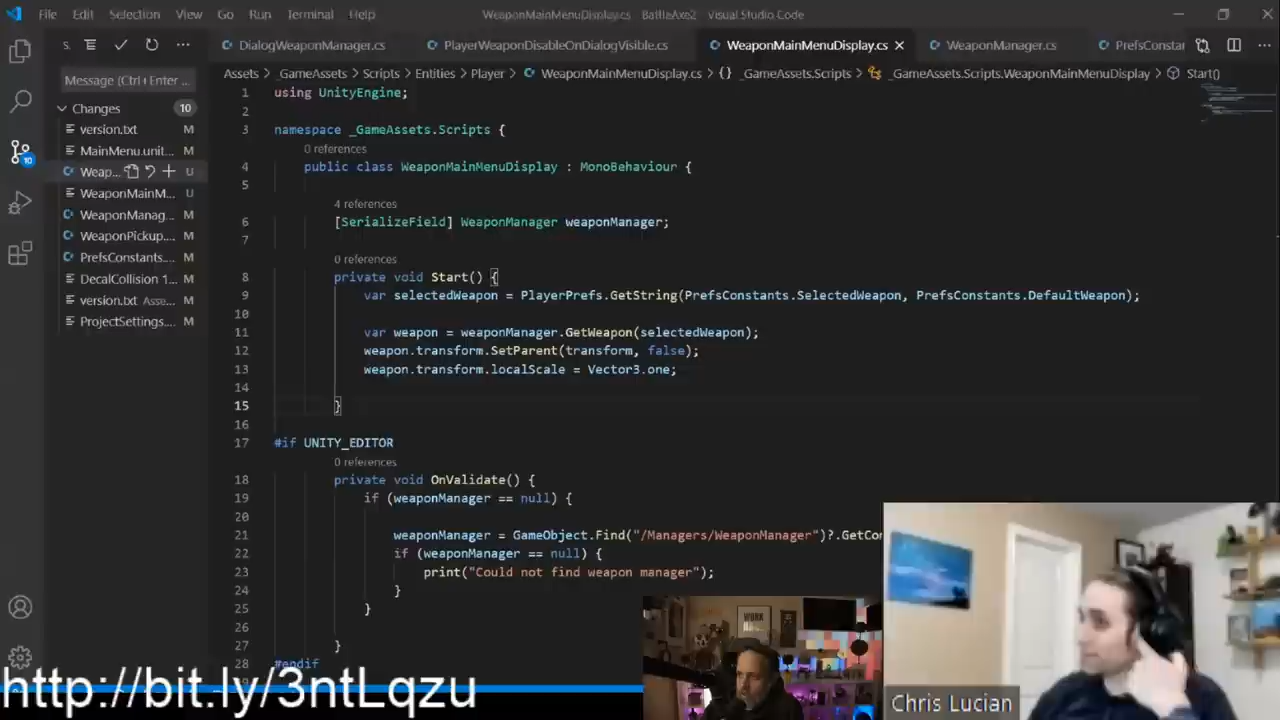 File Edit Selection View Go Run Terminal Help
WeaponMainMenuDisplay.cs - BattleAxe2 - Visual Studio Code
S.
DialogWeaponManager.cs
PlayerWeaponDisableOnDialogVisible.cs
WeaponMainMenuDisplay.cs
WeaponManager.cs
PrefsConstar
Message (Ctrl+Enter ...
Assets > _GameAssets > Scripts > Entities > Player > WeaponMainMenuDisplay.cs > {} _GameAssets.Scripts > _GameAssets.Scripts.WeaponMainMenuDisplay > Start()
Changes 10
version.txt M
MainMenu.unit... M
Weap... U
WeaponMainM... U
WeaponManag... M
WeaponPickup.... M
PrefsConstants.... M
DecalCollision 1... M
version.txt Asse... M
ProjectSettings.... M
10
1 using UnityEngine;
2
3 namespace _GameAssets.Scripts {
0 references
4 public class WeaponMainMenuDisplay : MonoBehaviour {
5
4 references
6 [SerializeField] WeaponManager weaponManager;
7
0 references
8 private void Start() {
9 var selectedWeapon = PlayerPrefs.GetString(PrefsConstants.SelectedWeapon, PrefsConstants.DefaultWeapon);
10
11 var weapon = weaponManager.GetWeapon(selectedWeapon);
12 weapon.transform.SetParent(transform, false);
13 weapon.transform.localScale = Vector3.one;
14
15 }
16
17 #if UNITY_EDITOR
0 references
18 private void OnValidate() {
19 if (weaponManager == null) {
20
21 weaponManager = GameObject.Find("/Managers/WeaponManager")?.GetCo
22 if (weaponManager == null) {
23 print("Could not find weapon manager");
24 }
25 }
26
27 }
28 #endif
WORK
Chris Lucian
http://bit.ly/3ntLqzu